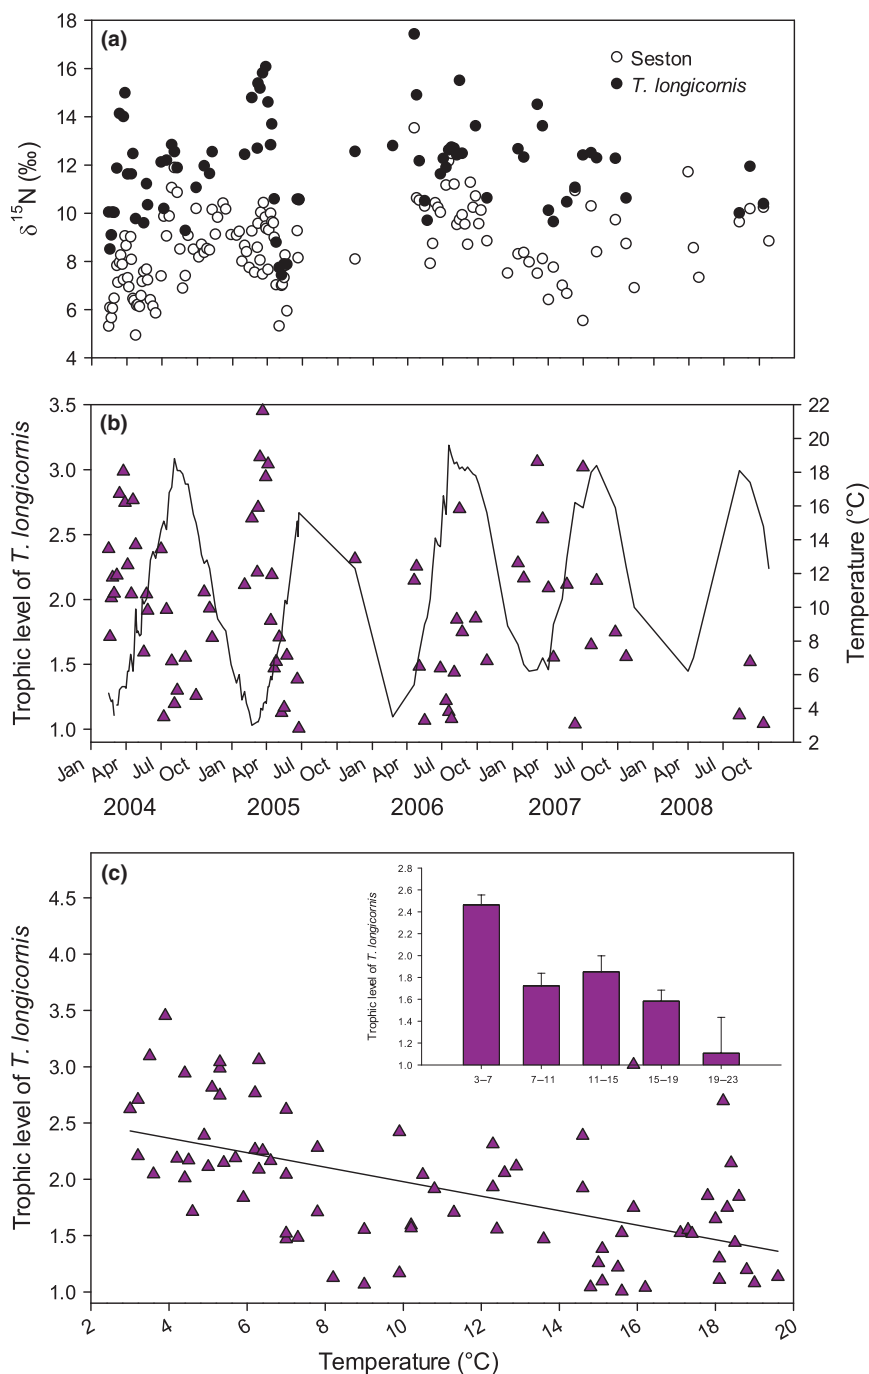 (a)
18
16
14
12
10
8
6
4
δ 15N (‰)
Seston
T. longicornis
(b)
3.5
3.0
2.5
2.0
1.5
1.0
Trophic level of T. longicornis
22
20
18
16
14
12
10
8
6
4
2
Temperature (°C)
Jan Apr Jul Oct Jan Apr Jul Oct Jan Apr Jul Oct Jan Apr Jul Oct Jan Apr Jul Oct
2004 2005 2006 2007 2008
(c)
4.5
4.0
3.5
3.0
2.5
2.0
1.5
1.0
Trophic level of T. longicornis
2.8
2.6
2.4
2.2
2.0
1.8
1.6
1.4
1.2
1.0
Trophic level of T. longicornis
3–7 7–11 11–15 15–19 19–23
2 4 6 8 10 12 14 16 18 20
Temperature (°C)